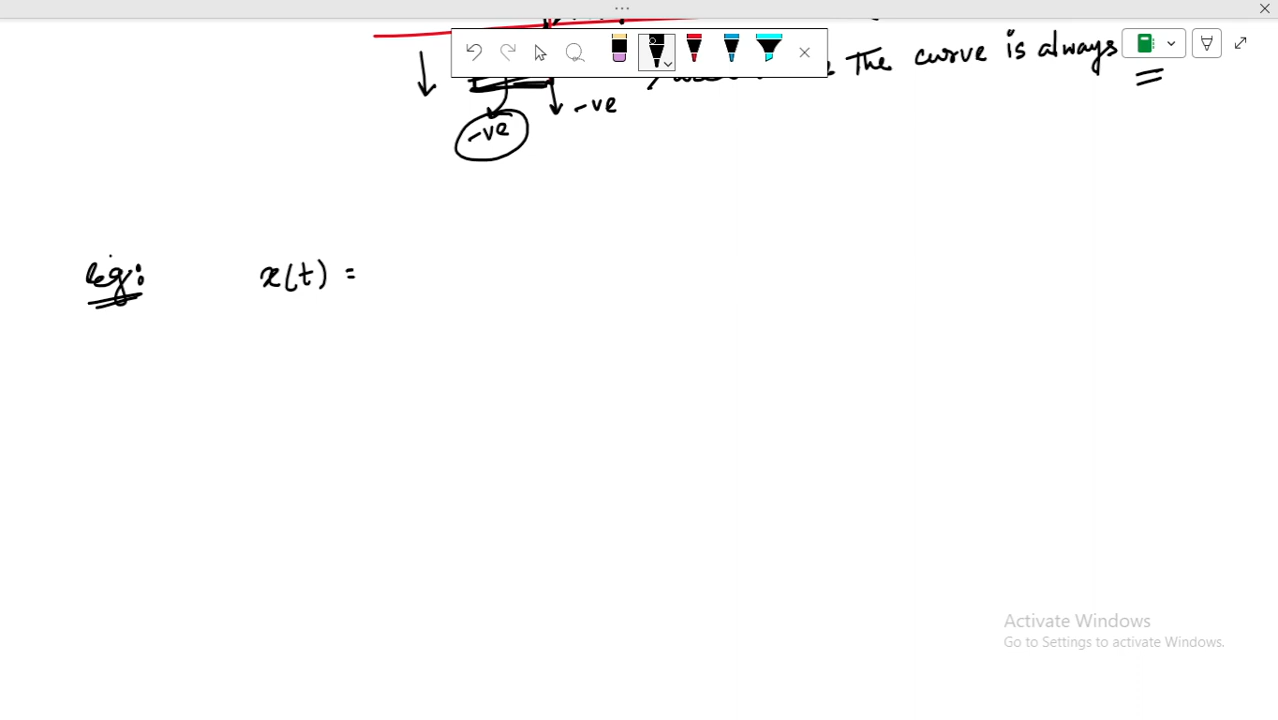 The curve is always
-ve
-ve
eg: x(t) =
Activate Windows
Go to Settings to activate Windows.